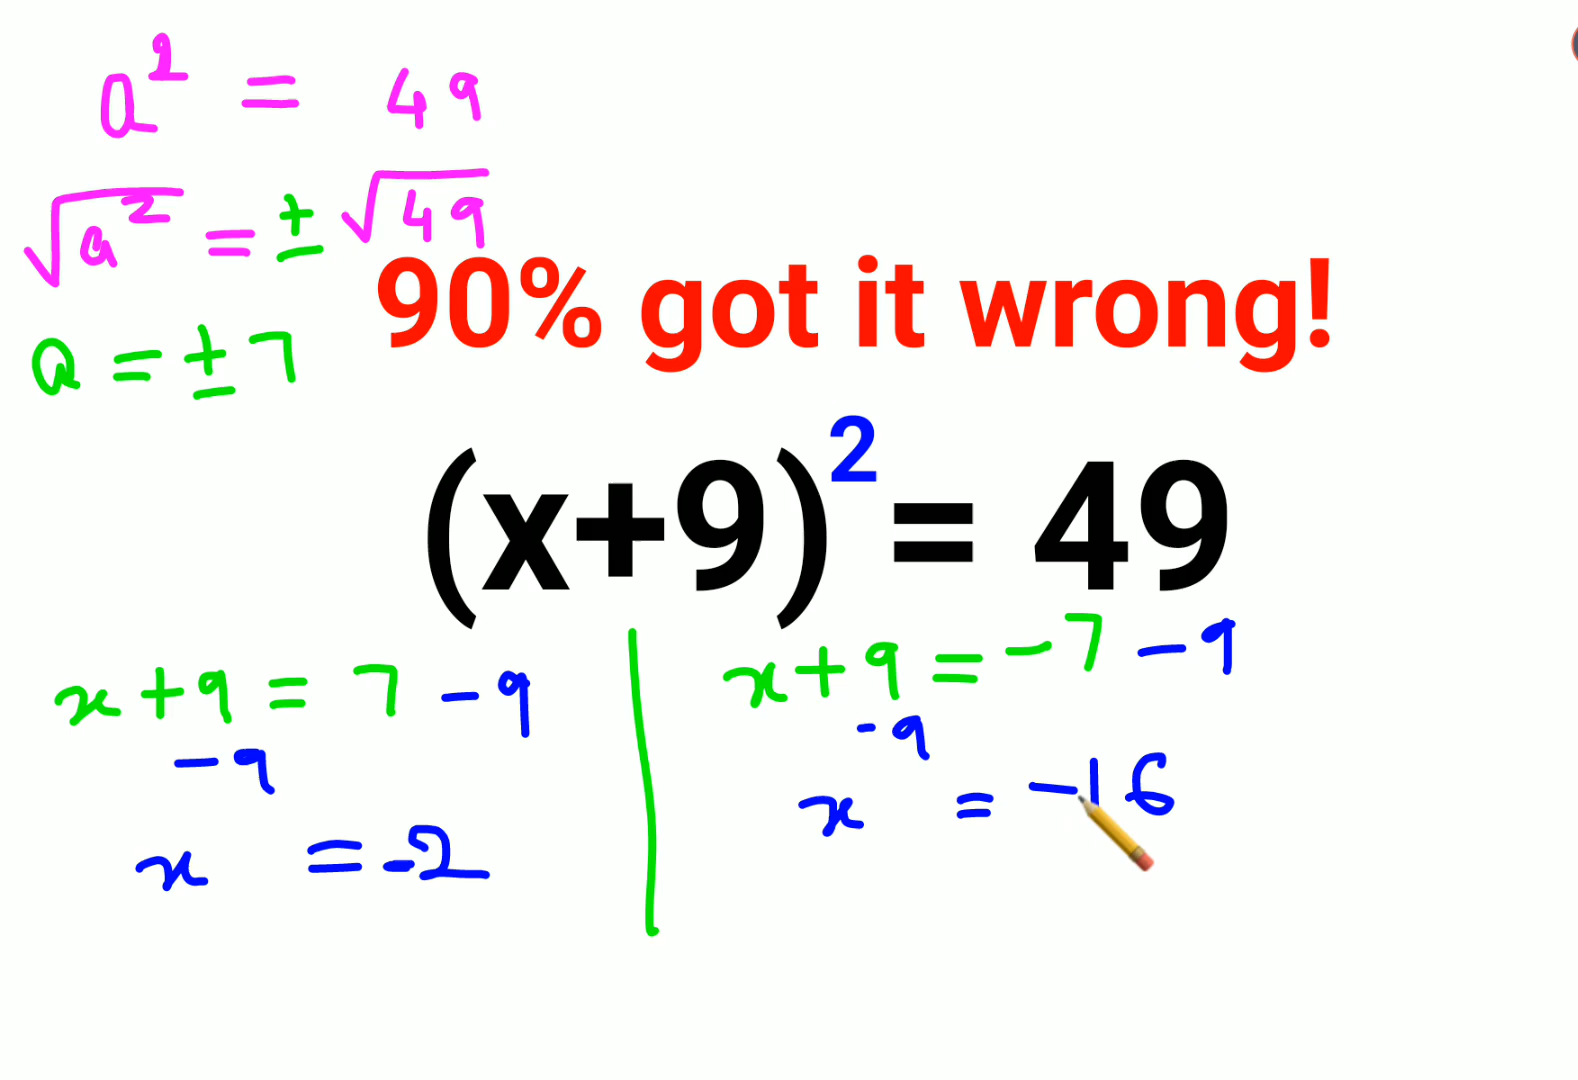 a² = 49
√a² = ± √49
a = ± 7
90% got it wrong!
(x+9)² = 49
x + 9 = 7 - 9
- 9
x = -2
x + 9 = - 7 - 9
- 9
x = -16